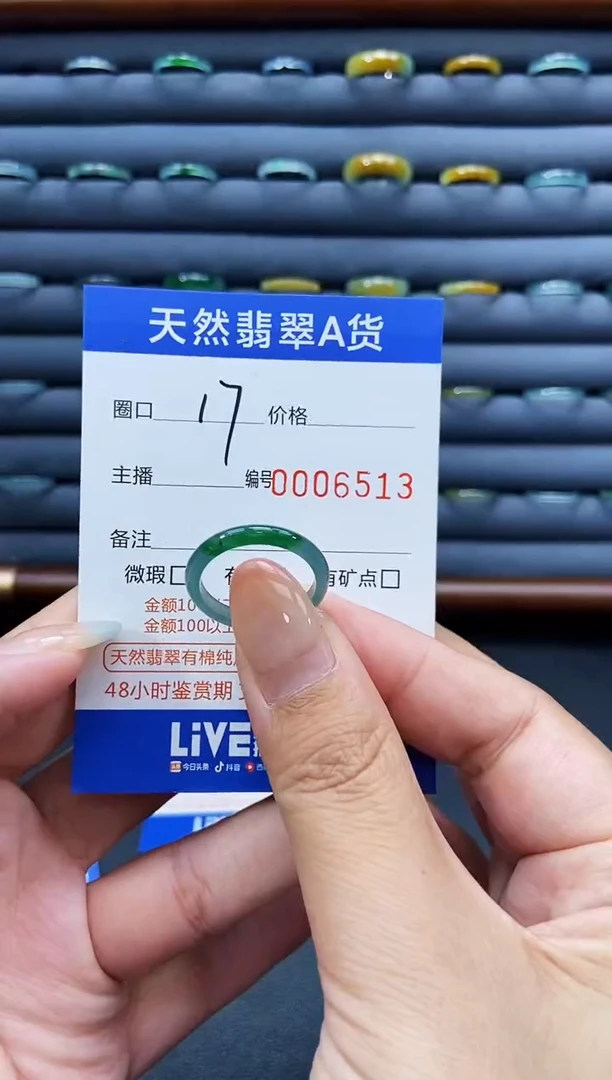 天然翡翠A货
圈口 17 价格
主播 编号0006513
备注
微瑕□ 有 矿点□
金额10
金额100以
天然翡翠有棉纯
48小时鉴赏期
LiVE
今日头条 抖音